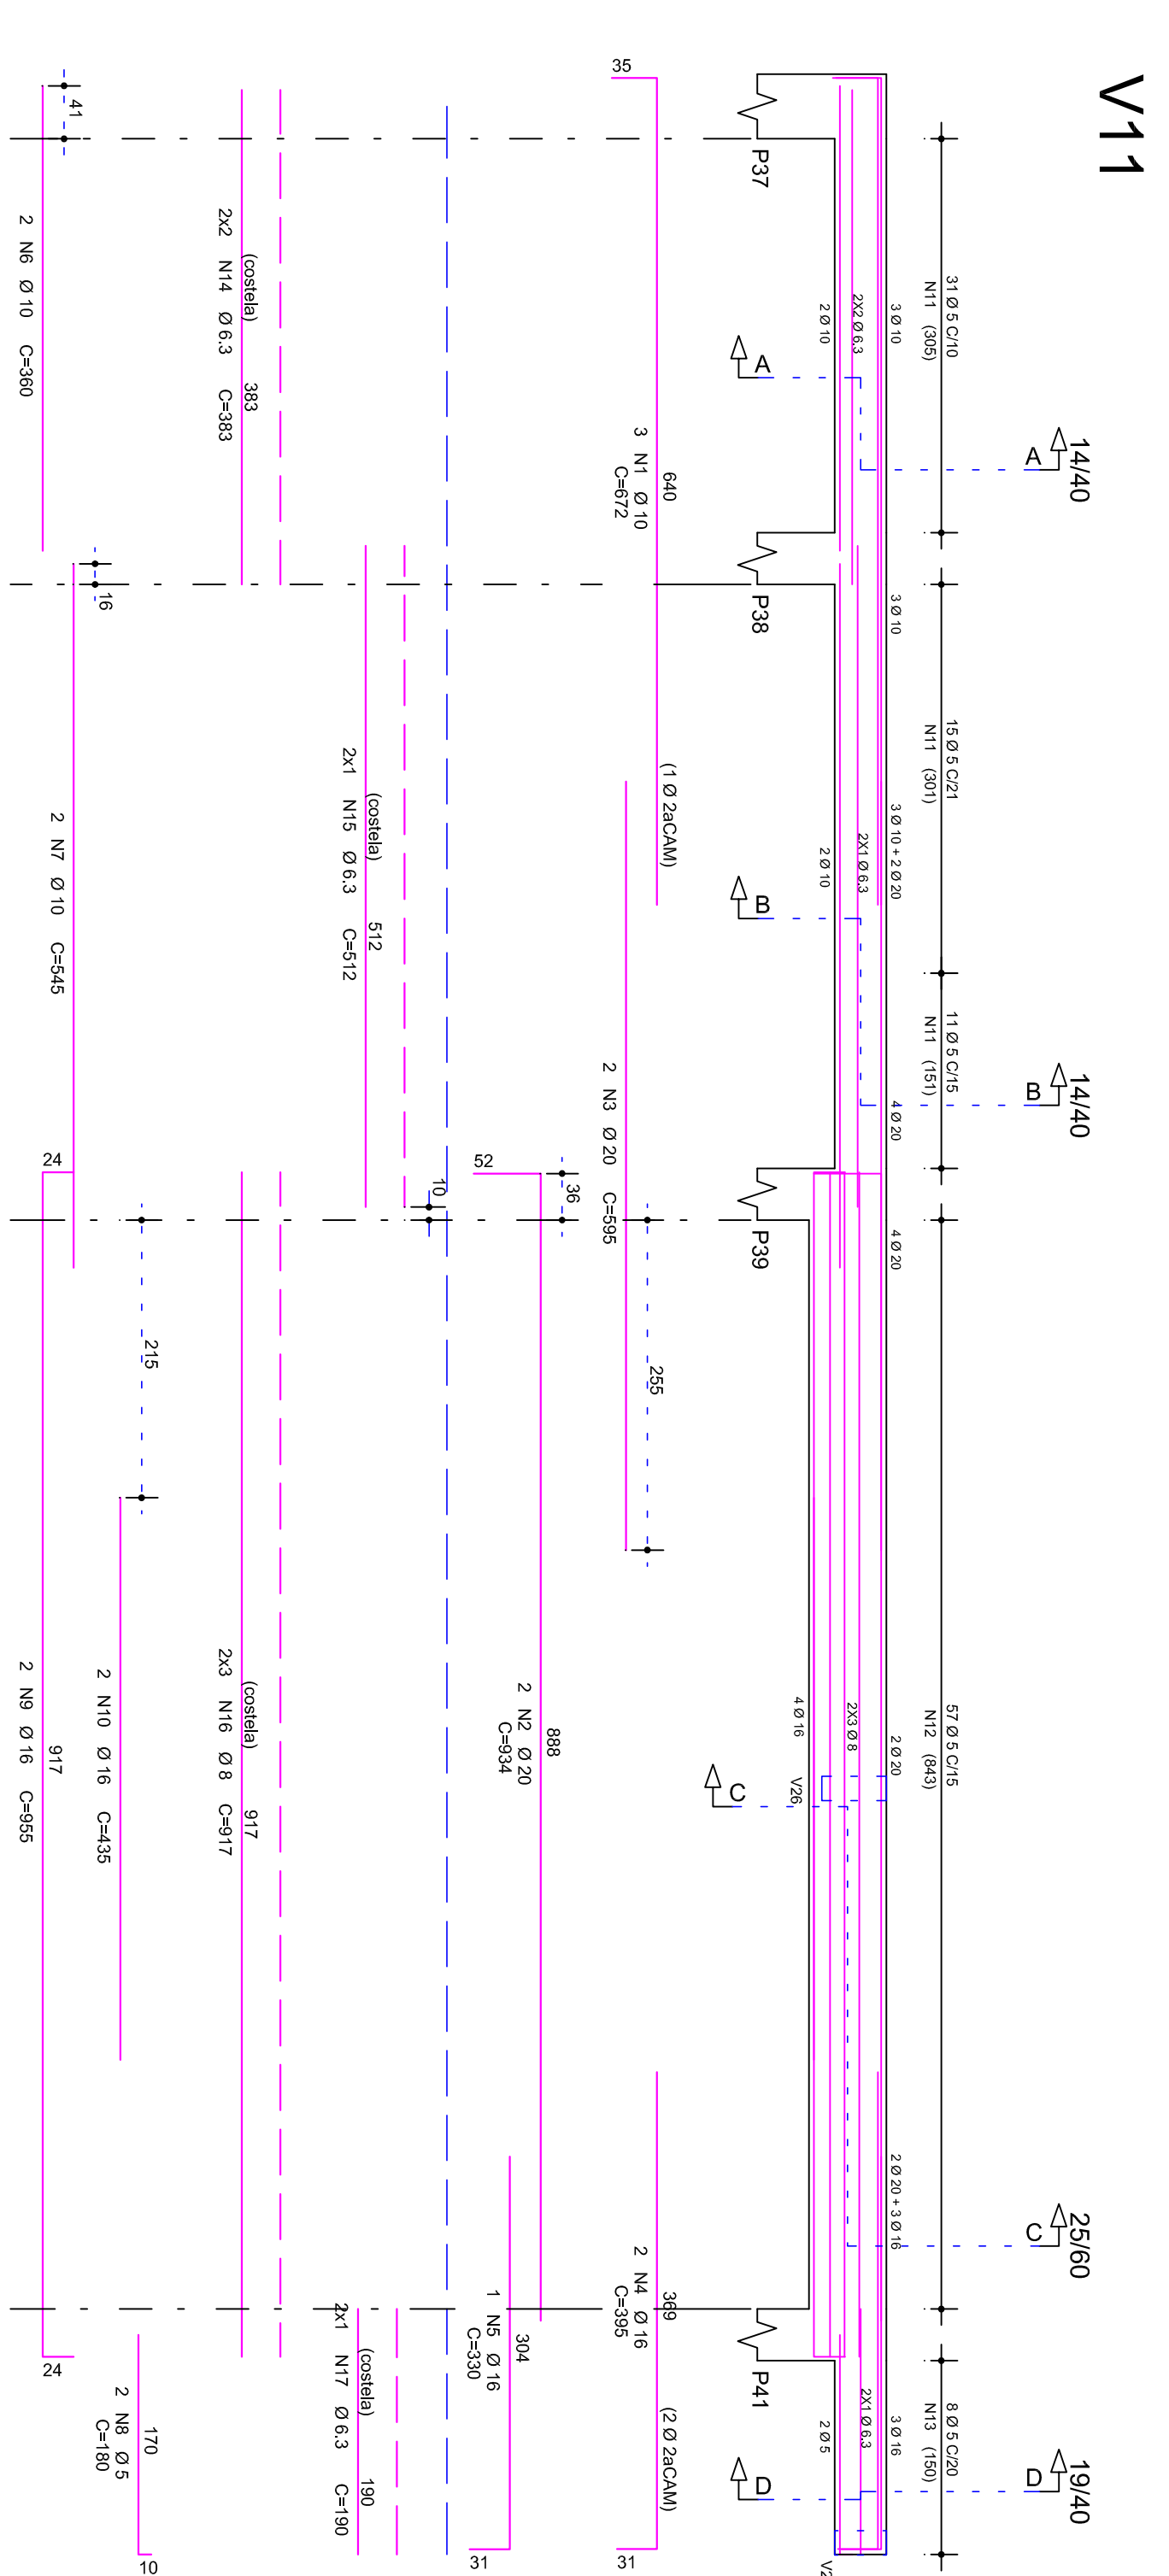 V11
14/40
14/40
25/60
19/40
A
B
C
D
31 Ø 5 C/10
N11 (305)
15 Ø 5 C/21
N11 (301)
11 Ø 5 C/15
N11 (151)
57 Ø 5 C/15
N12 (843)
8 Ø 5 C/20
N13 (150)
3 Ø 10
3 Ø 10
3 Ø 10 + 2 Ø 20
4 Ø 20
4 Ø 20
2 Ø 20
2 Ø 20 + 3 Ø 16
3 Ø 16
2X2 Ø 6.3
2X1 Ø 6.3
2X3 Ø 8
2X1 Ø 6.3
2 Ø 10
2 Ø 10
4 Ø 16
V26
2 Ø 5
P37
A
P38
B
P39
C
P41
D
35
640
(1 Ø 2aCAM)
3 N1 Ø 10
C=672
255
369
(2 Ø 2aCAM)
2 N4 Ø 16
C=395
31
2 N3 Ø 20 C=595
36
52
888
2 N2 Ø 20
C=934
304
1 N5 Ø 16
C=330
31
10
(costela)
512
2x1 N15 Ø 6.3 C=512
(costela)
190
2x1 N17 Ø 6.3 C=190
(costela)
383
2x2 N14 Ø 6.3 C=383
(costela)
917
2x3 N16 Ø 8 C=917
215
170
2 N8 Ø 5
C=180
10
2 N10 Ø 16 C=435
16
2 N7 Ø 10 C=545
41
2 N6 Ø 10 C=360
24
917
2 N9 Ø 16 C=955
24